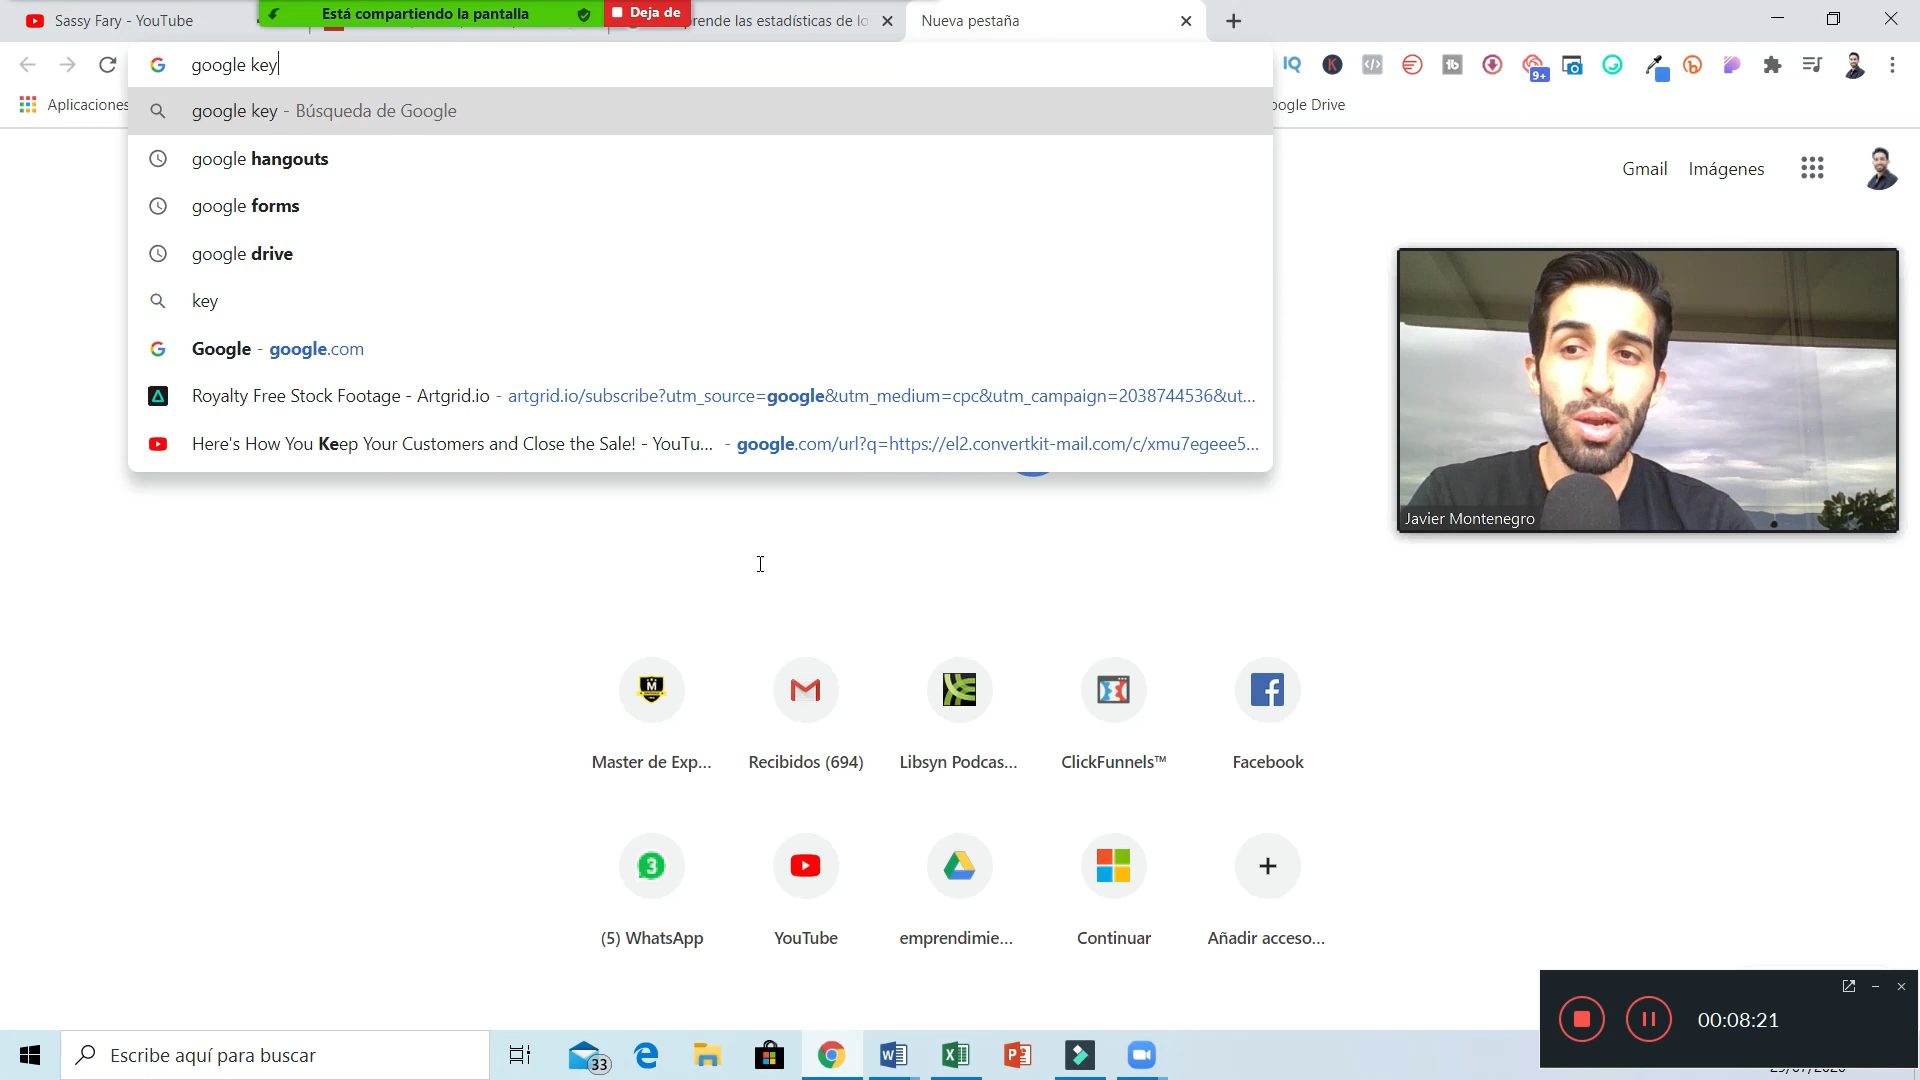 Sassy Fary - YouTube
Está compartiendo la pantalla
Deja de
prende las estadísticas de lo
Nueva pestaña
google key
IQ
K
9+
Aplicaciones
oogle Drive
google key - Búsqueda de Google
google hangouts
google forms
google drive
key
Google - google.com
Royalty Free Stock Footage - Artgrid.io - artgrid.io/subscribe?utm_source=google&utm_medium=cpc&utm_campaign=2038744536&ut...
Here's How You Keep Your Customers and Close the Sale! - YouTu... - google.com/url?q=https://el2.convertkit-mail.com/c/xmu7egeee5...
Gmail
Imágenes
Javier Montenegro
M
Master de Exp...
Recibidos (694)
Libsyn Podcas...
ClickFunnels™
Facebook
3
(5) WhatsApp
YouTube
emprendimie...
Continuar
Añadir acceso...
00:08:21
Escribe aquí para buscar
33